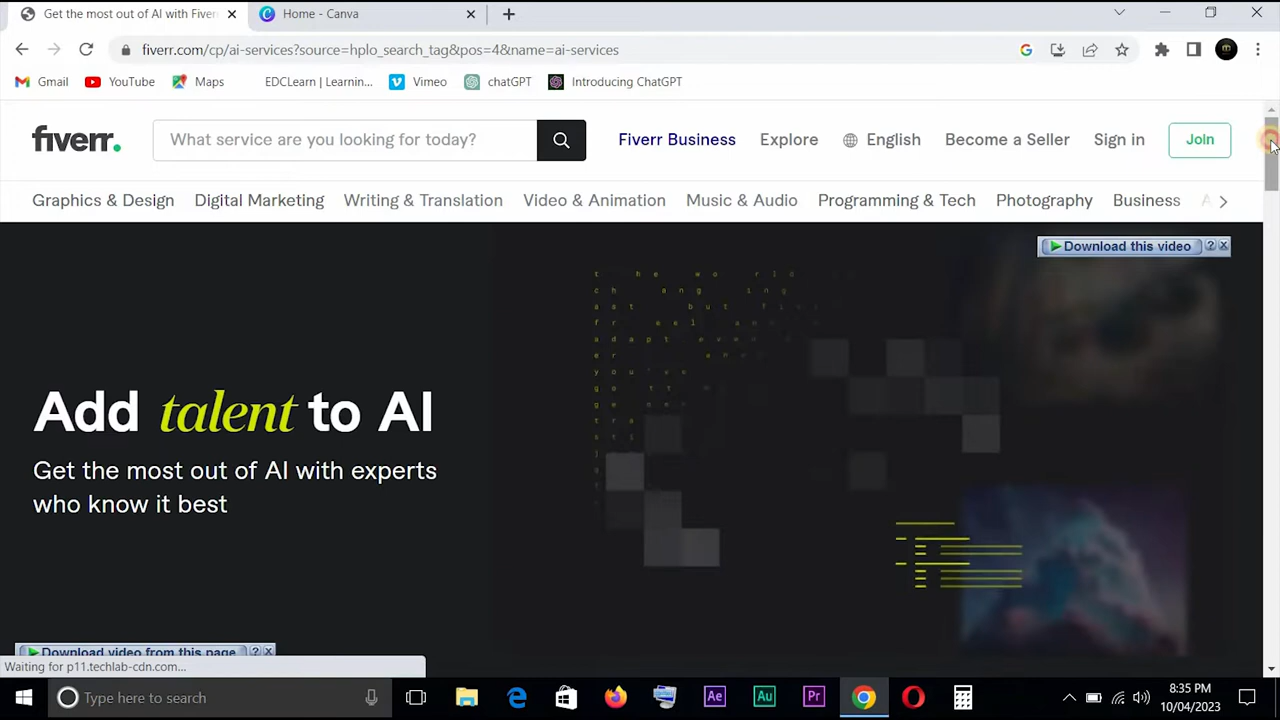 Get the most out of AI with Fiverr
Home - Canva
fiverr.com/cp/ai-services?source=hplo_search_tag&pos=4&name=ai-services
Gmail
YouTube
Maps
EDCLearn | Learnin...
Vimeo
chatGPT
Introducing ChatGPT
fiverr.
What service are you looking for today?
Fiverr Business
Explore
English
Become a Seller
Sign in
Join
Graphics & Design
Digital Marketing
Writing & Translation
Video & Animation
Music & Audio
Programming & Tech
Photography
Business
Download this video
Add talent to AI
Get the most out of AI with experts
who know it best
Download video from this page
Waiting for p11.techlab-cdn.com...
Type here to search
Ae
Au
Pr
8:35 PM
10/04/2023